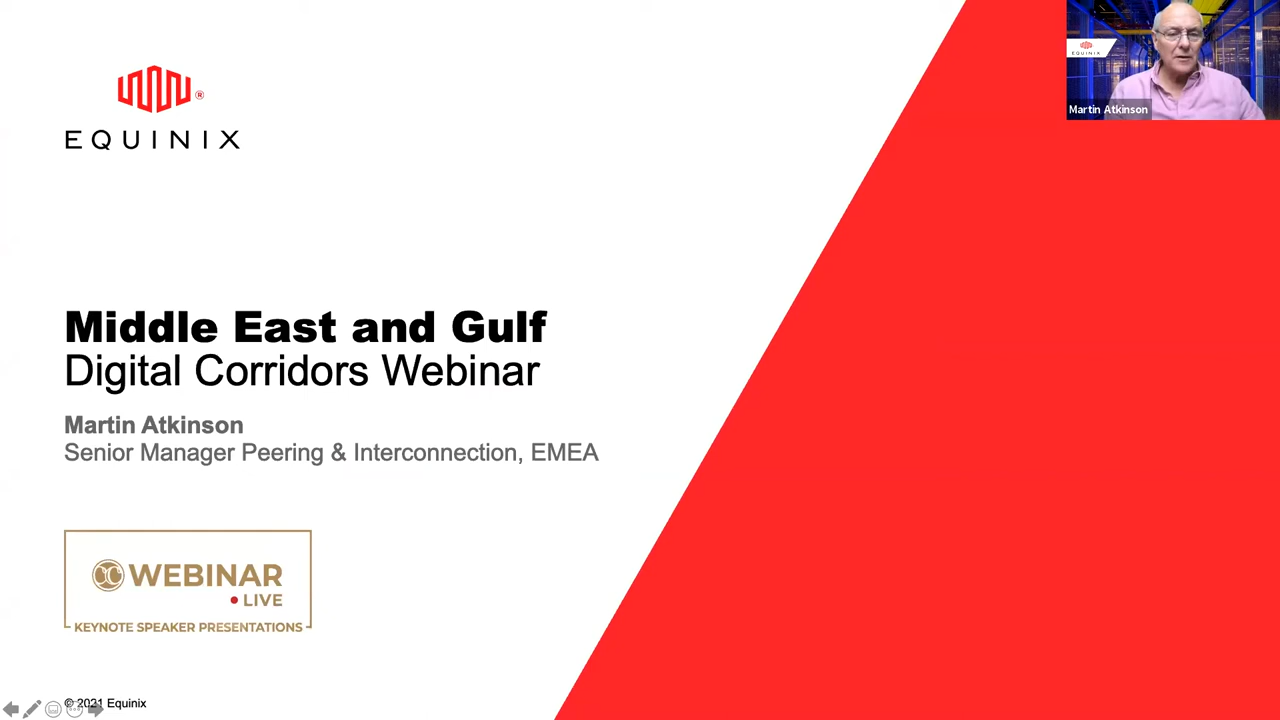 EQUINIX
Martin Atkinson
®
EQUINIX
Middle East and Gulf
Digital Corridors Webinar
Martin Atkinson
Senior Manager Peering & Interconnection, EMEA
WEBINAR
LIVE
KEYNOTE SPEAKER PRESENTATIONS
© 2021 Equinix